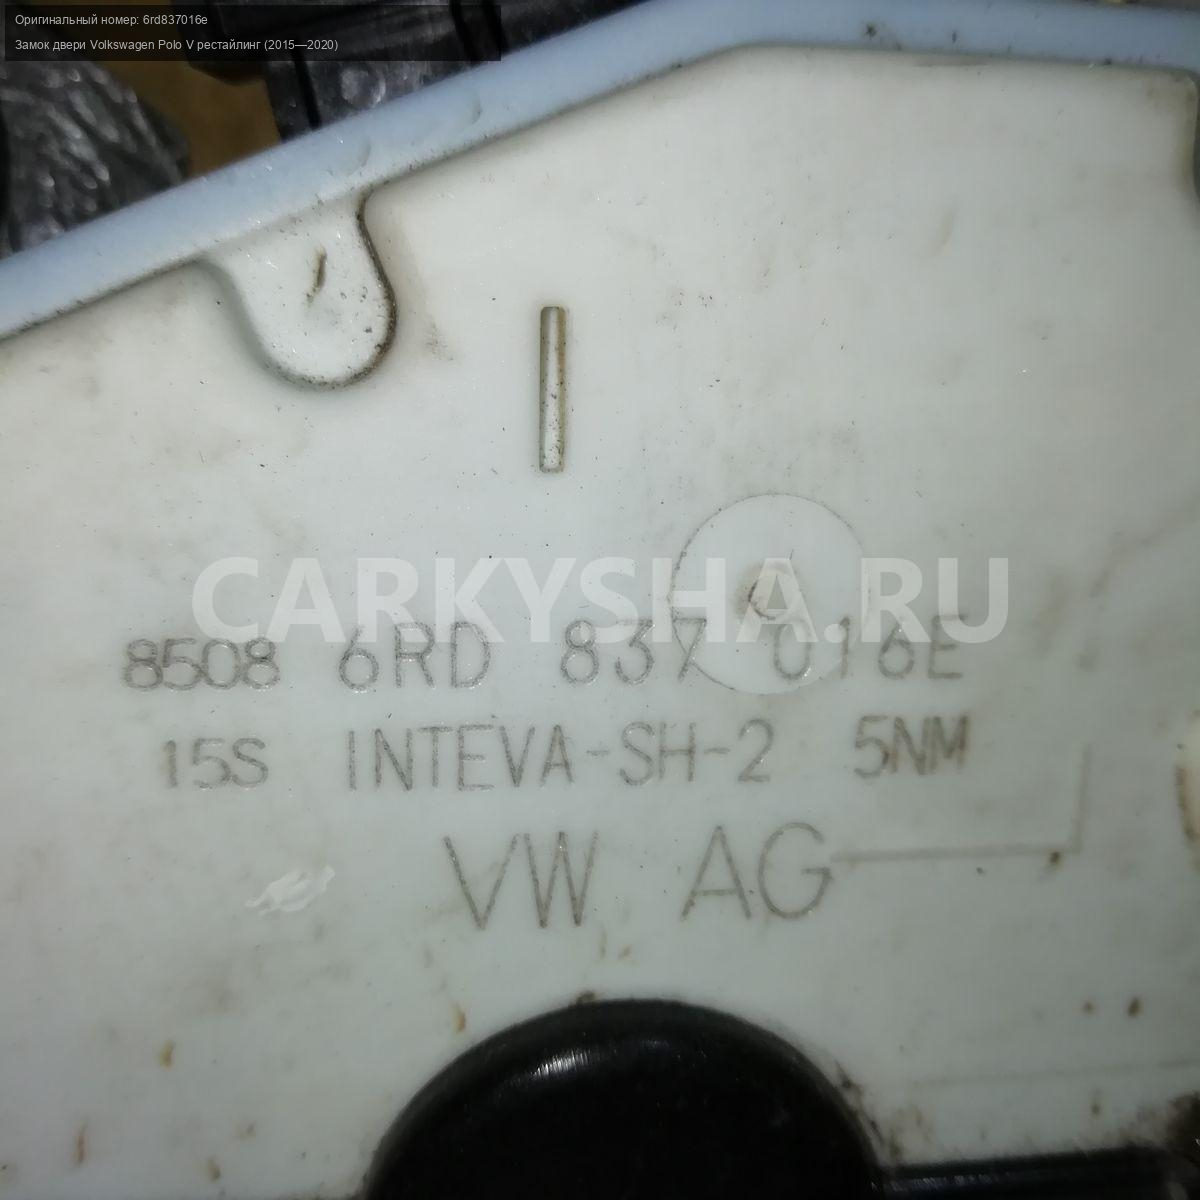 Оригинальный номер: 6rd837016e
Замок двери Volkswagen Polo V рестайлинг (2015—2020)
CARKYSHA.RU
8508 6RD 837 016E
15S INTEVA-SH-2 5NM
VW AG